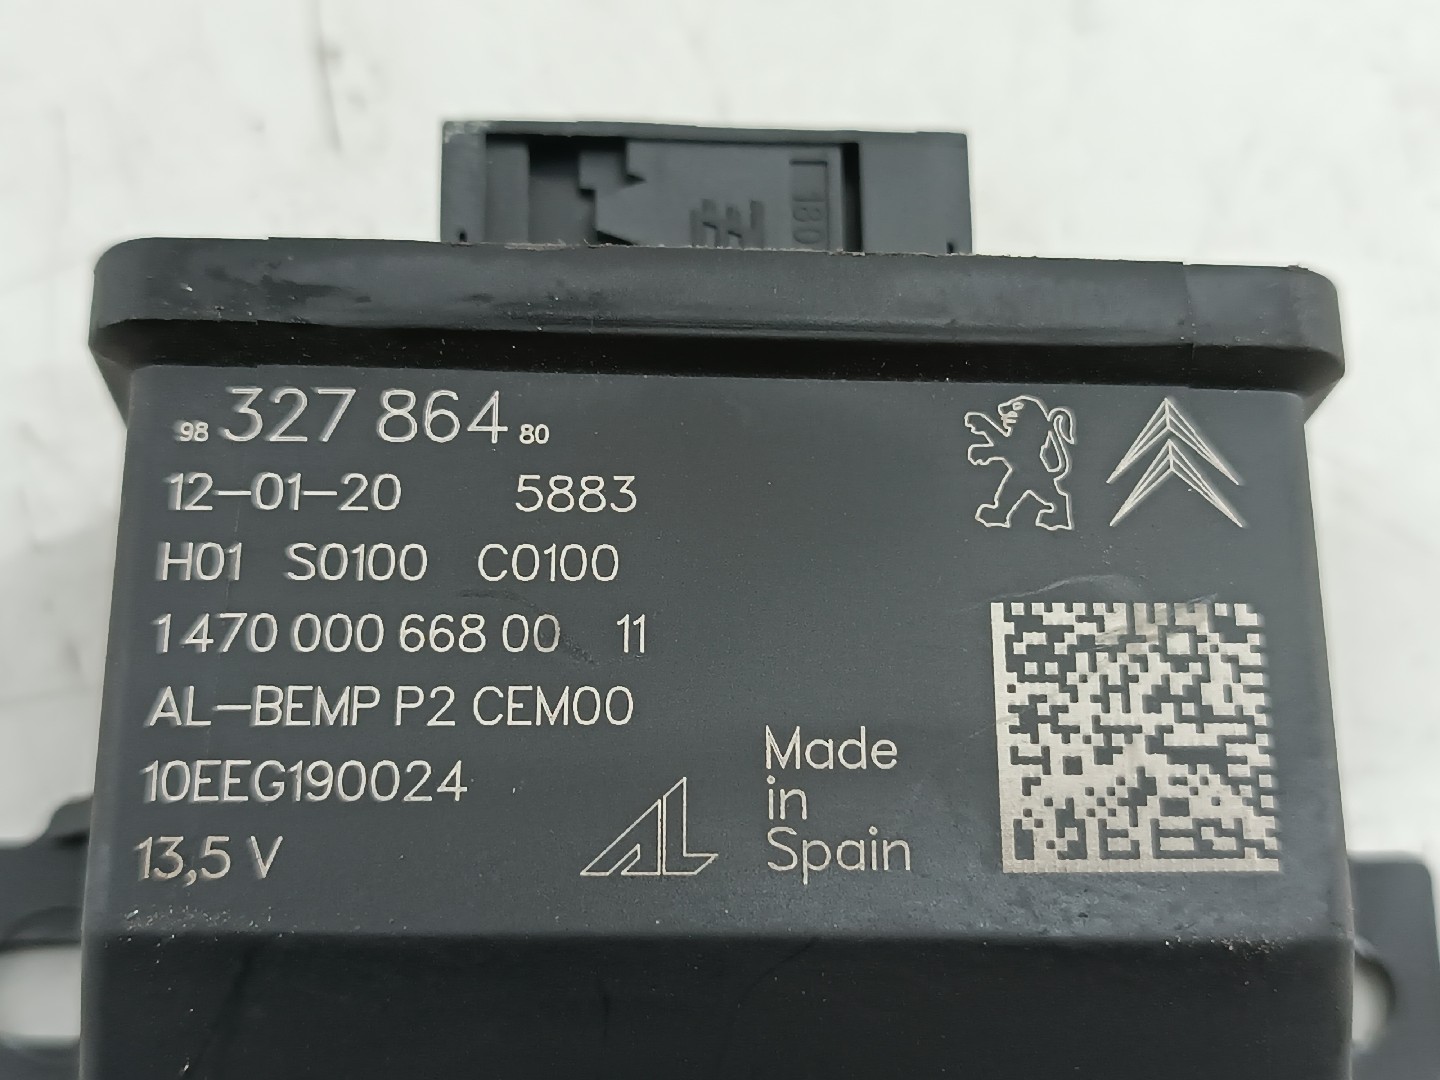 98 327 864 80
12-01-20 5883
H01 S0100 C0100
1 470 000 668 00 11
AL-BEMP P2 CEM00
10EEG190024
13,5 V
AL
Made
in
Spain